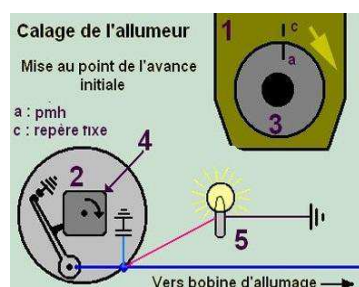 Calage de l'allumeur
Mise au point de l'avance
initiale
a : pmh
c : repère fixe
1
c
a
3
4
2
5
Vers bobine d'allumage